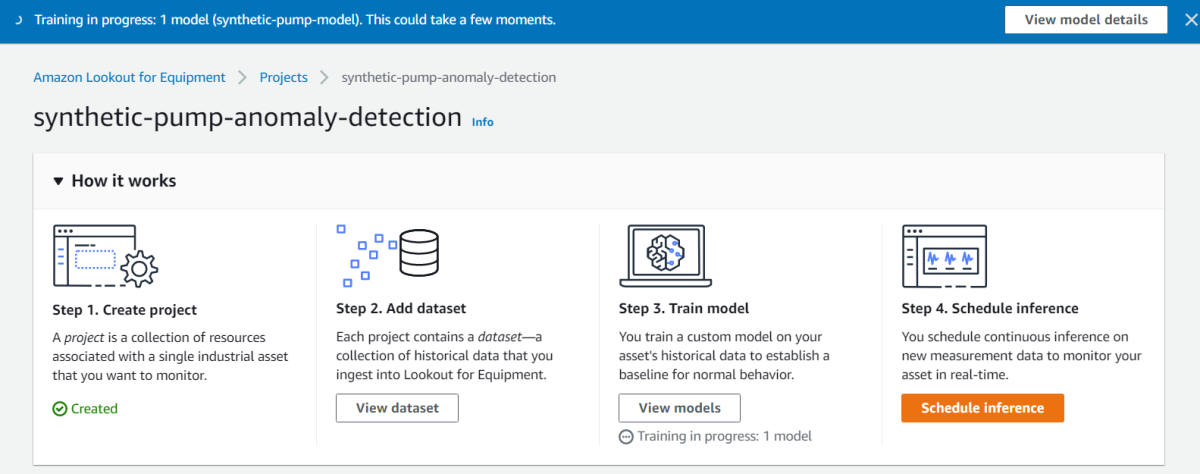 Training in progress: 1 model (synthetic-pump-model). This could take a few moments.
View model details
Amazon Lookout for Equipment
Projects
synthetic-pump-anomaly-detection
synthetic-pump-anomaly-detection Info
How it works
Step 1. Create project
A project is a collection of resources
associated with a single industrial asset
that you want to monitor.
Created
Step 2. Add dataset
Each project contains a dataset—a
collection of historical data that you
ingest into Lookout for Equipment.
View dataset
Step 3. Train model
You train a custom model on your
asset's historical data to establish a
baseline for normal behavior.
View models
Training in progress: 1 model
Step 4. Schedule inference
You schedule continuous inference on
new measurement data to monitor your
asset in real-time.
Schedule inference